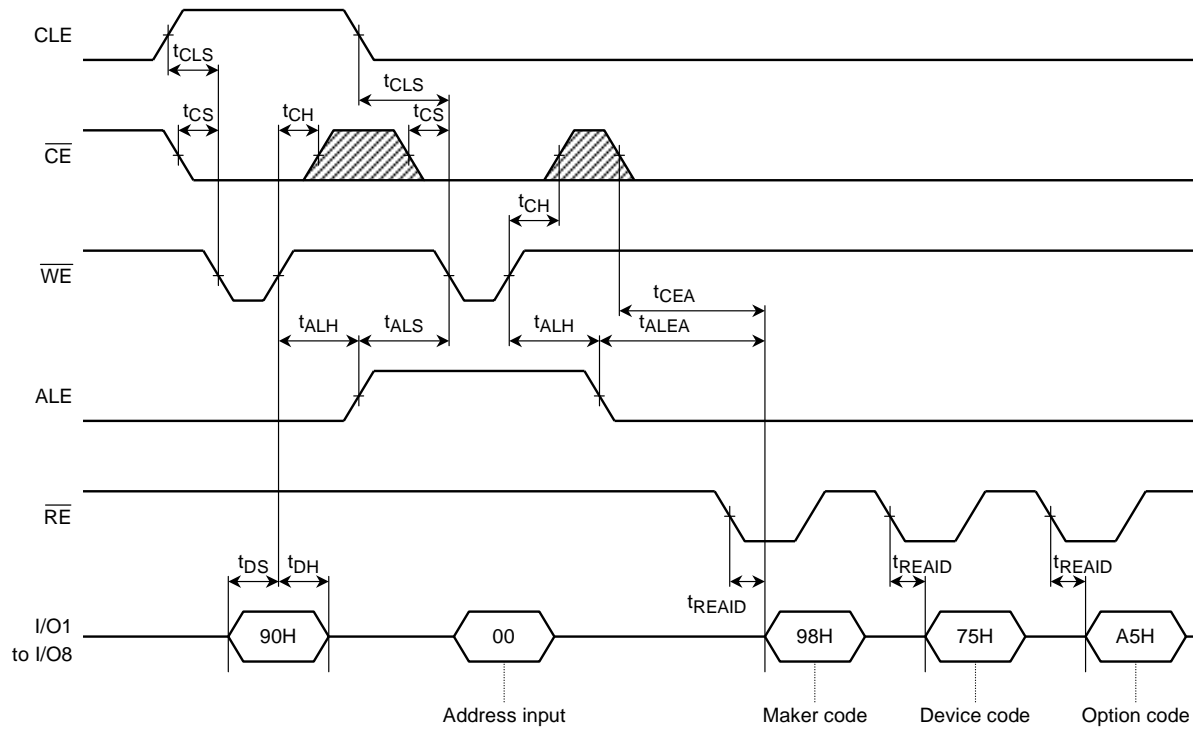 CLE
tCLS
tCLS
tCS
tCH
tCS
CE
tCH
WE
tCEA
tALH
tALS
tALH
tALEA
ALE
RE
tDS
tDH
tREAID
tREAID
tREAID
I/O1
to I/O8
90H
00
98H
75H
A5H
Address input
Maker code
Device code
Option code